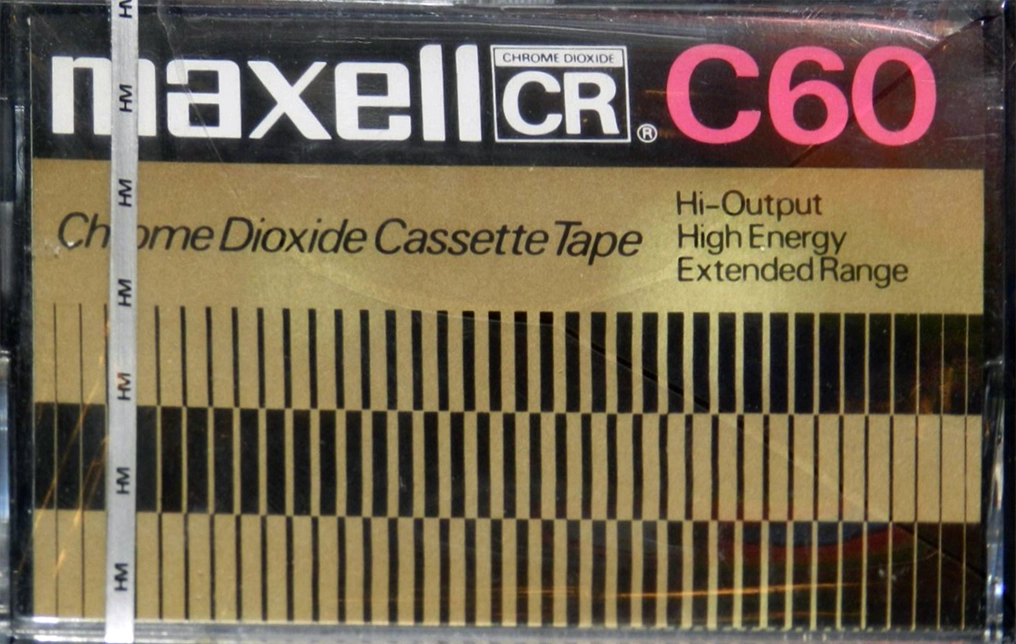 maxell
CHROME DIOXIDE
CR
®
C60
Chrome Dioxide Cassette Tape
Hi-Output
High Energy
Extended Range
HM
HM
HM
HM
HM
HM
HM